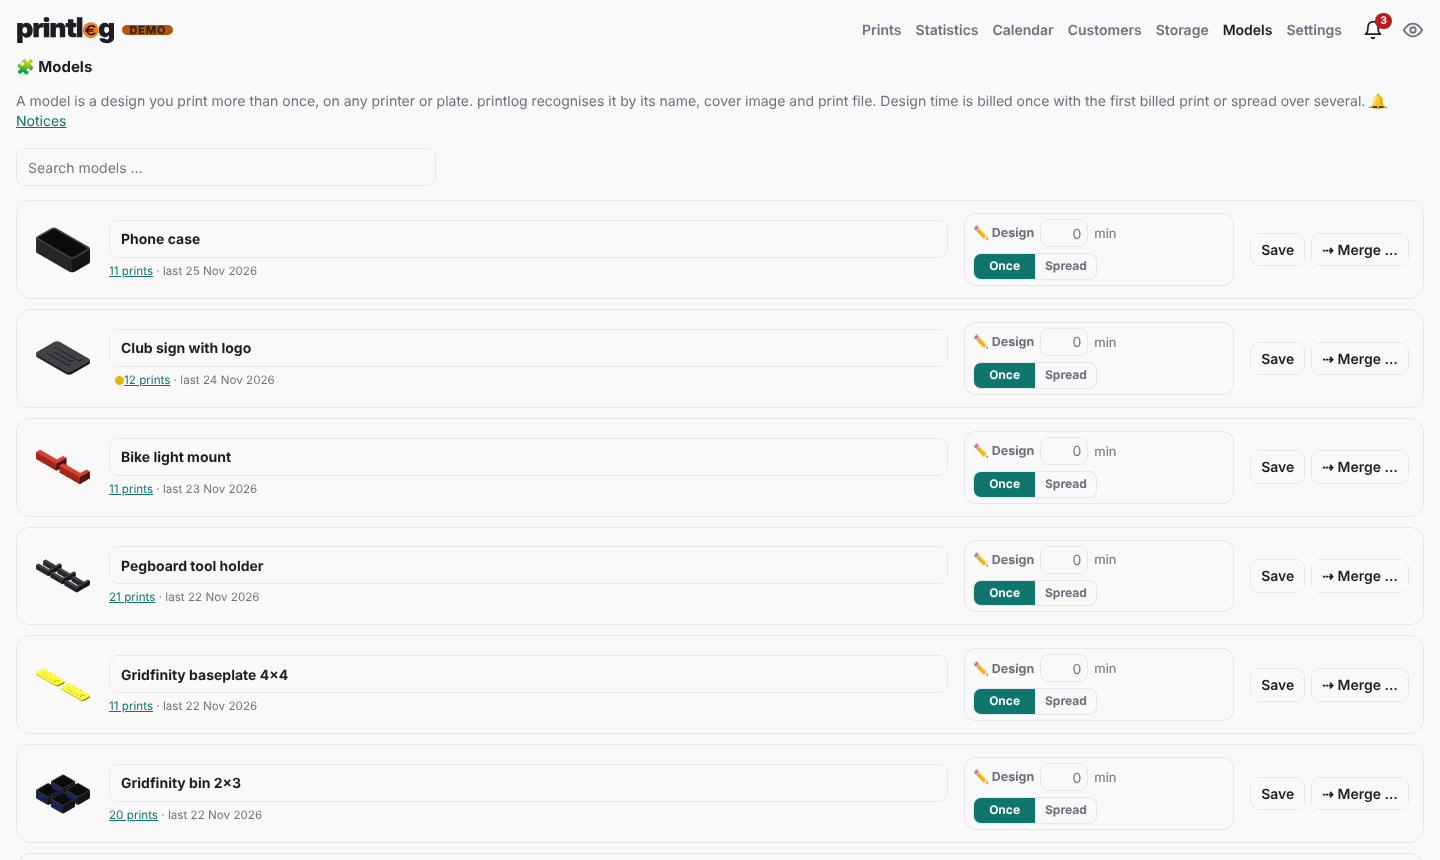 printl€g DEMO
Prints Statistics Calendar Customers Storage Models Settings 3
🧩 Models
A model is a design you print more than once, on any printer or plate. printlog recognises it by its name, cover image and print file. Design time is billed once with the first billed print or spread over several. 🔔
Notices
Search models ...
Phone case
11 prints · last 25 Nov 2026
✏️ Design 0 min
Once Spread
Save ⇢ Merge ...
Club sign with logo
12 prints · last 24 Nov 2026
✏️ Design 0 min
Once Spread
Save ⇢ Merge ...
Bike light mount
11 prints · last 23 Nov 2026
✏️ Design 0 min
Once Spread
Save ⇢ Merge ...
Pegboard tool holder
21 prints · last 22 Nov 2026
✏️ Design 0 min
Once Spread
Save ⇢ Merge ...
Gridfinity baseplate 4×4
11 prints · last 22 Nov 2026
✏️ Design 0 min
Once Spread
Save ⇢ Merge ...
Gridfinity bin 2×3
20 prints · last 22 Nov 2026
✏️ Design 0 min
Once Spread
Save ⇢ Merge ...